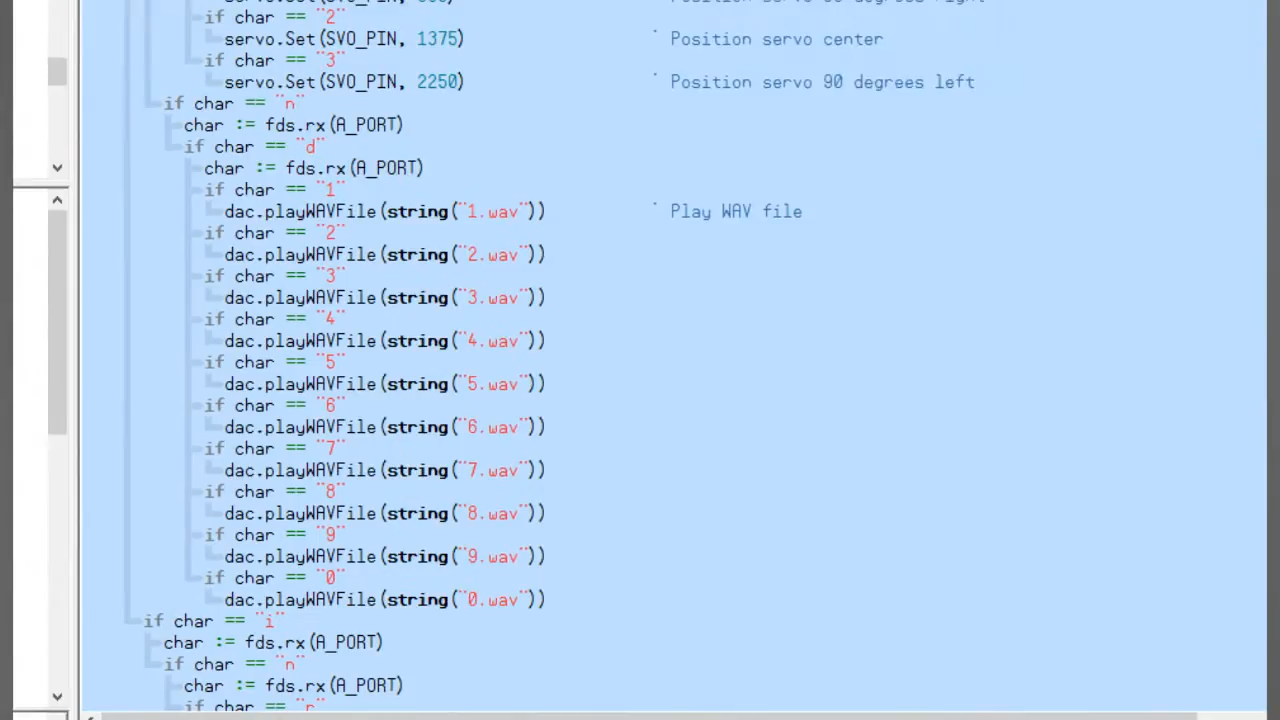 if char == "2"
servo.Set(SVO_PIN, 1375) ' Position servo center
if char == "3"
servo.Set(SVO_PIN, 2250) ' Position servo 90 degrees left
if char == "n"
char := fds.rx(A_PORT)
if char == "d"
char := fds.rx(A_PORT)
if char == "1"
dac.playWAVFile(string("1.wav")) ' Play WAV file
if char == "2"
dac.playWAVFile(string("2.wav"))
if char == "3"
dac.playWAVFile(string("3.wav"))
if char == "4"
dac.playWAVFile(string("4.wav"))
if char == "5"
dac.playWAVFile(string("5.wav"))
if char == "6"
dac.playWAVFile(string("6.wav"))
if char == "7"
dac.playWAVFile(string("7.wav"))
if char == "8"
dac.playWAVFile(string("8.wav"))
if char == "9"
dac.playWAVFile(string("9.wav"))
if char == "0"
dac.playWAVFile(string("0.wav"))
if char == "i"
char := fds.rx(A_PORT)
if char == "n"
char := fds.rx(A_PORT)
if char == "r"